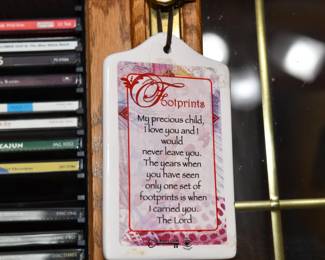 Footprints
My precious child,
I love you and I
would
never leave you.
The years when
you have seen
only one set of
footprints is when
I carried you.
The Lord
CAJUN